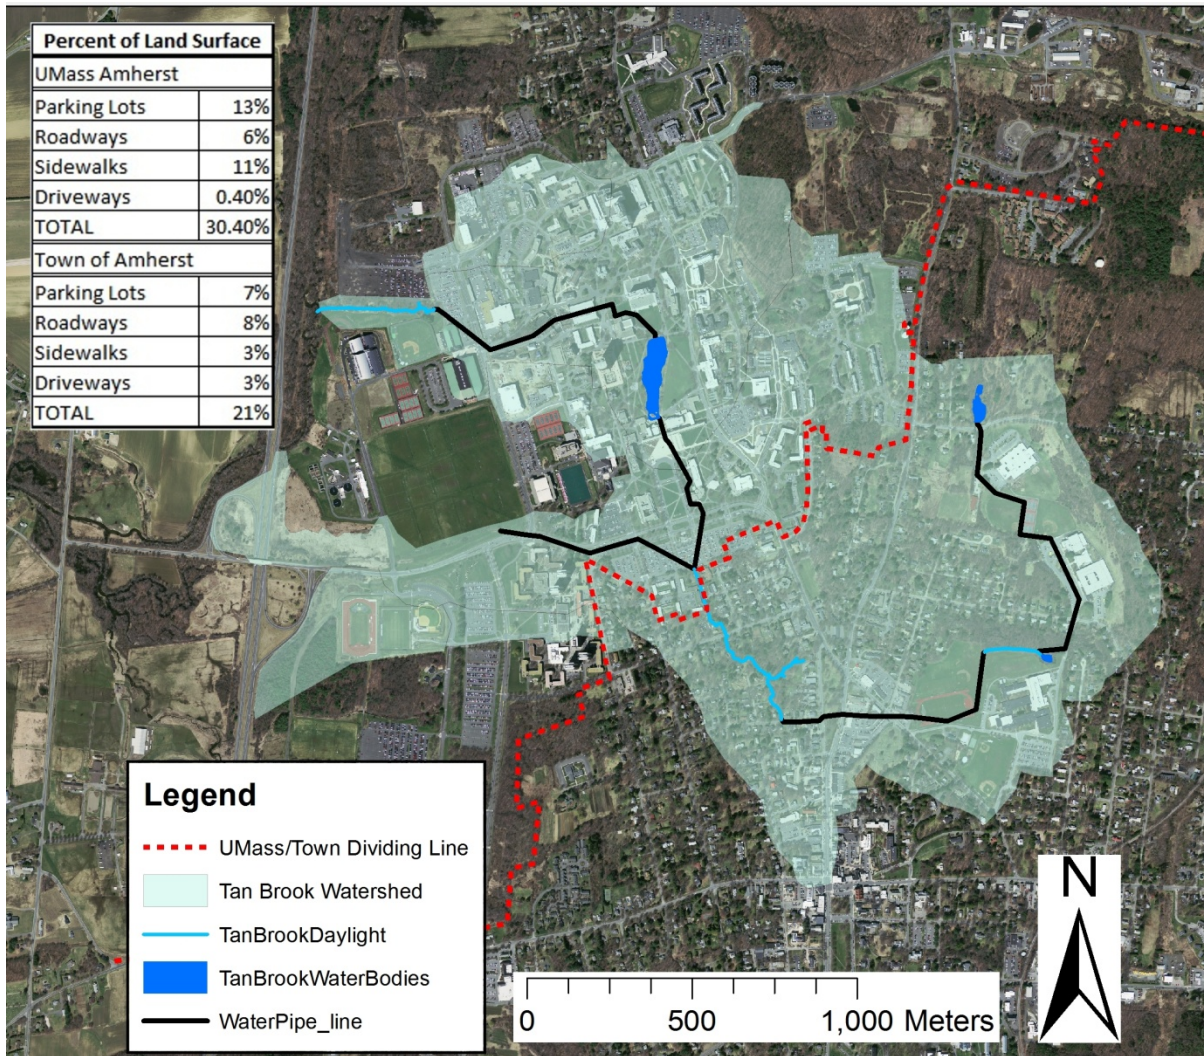 Percent of Land Surface
UMass Amherst
Parking Lots 13%
Roadways 6%
Sidewalks 11%
Driveways 0.40%
TOTAL 30.40%
Town of Amherst
Parking Lots 7%
Roadways 8%
Sidewalks 3%
Driveways 3%
TOTAL 21%
Legend
UMass/Town Dividing Line
Tan Brook Watershed
TanBrookDaylight
TanBrookWaterBodies
WaterPipe_line
0 500 1,000 Meters
N